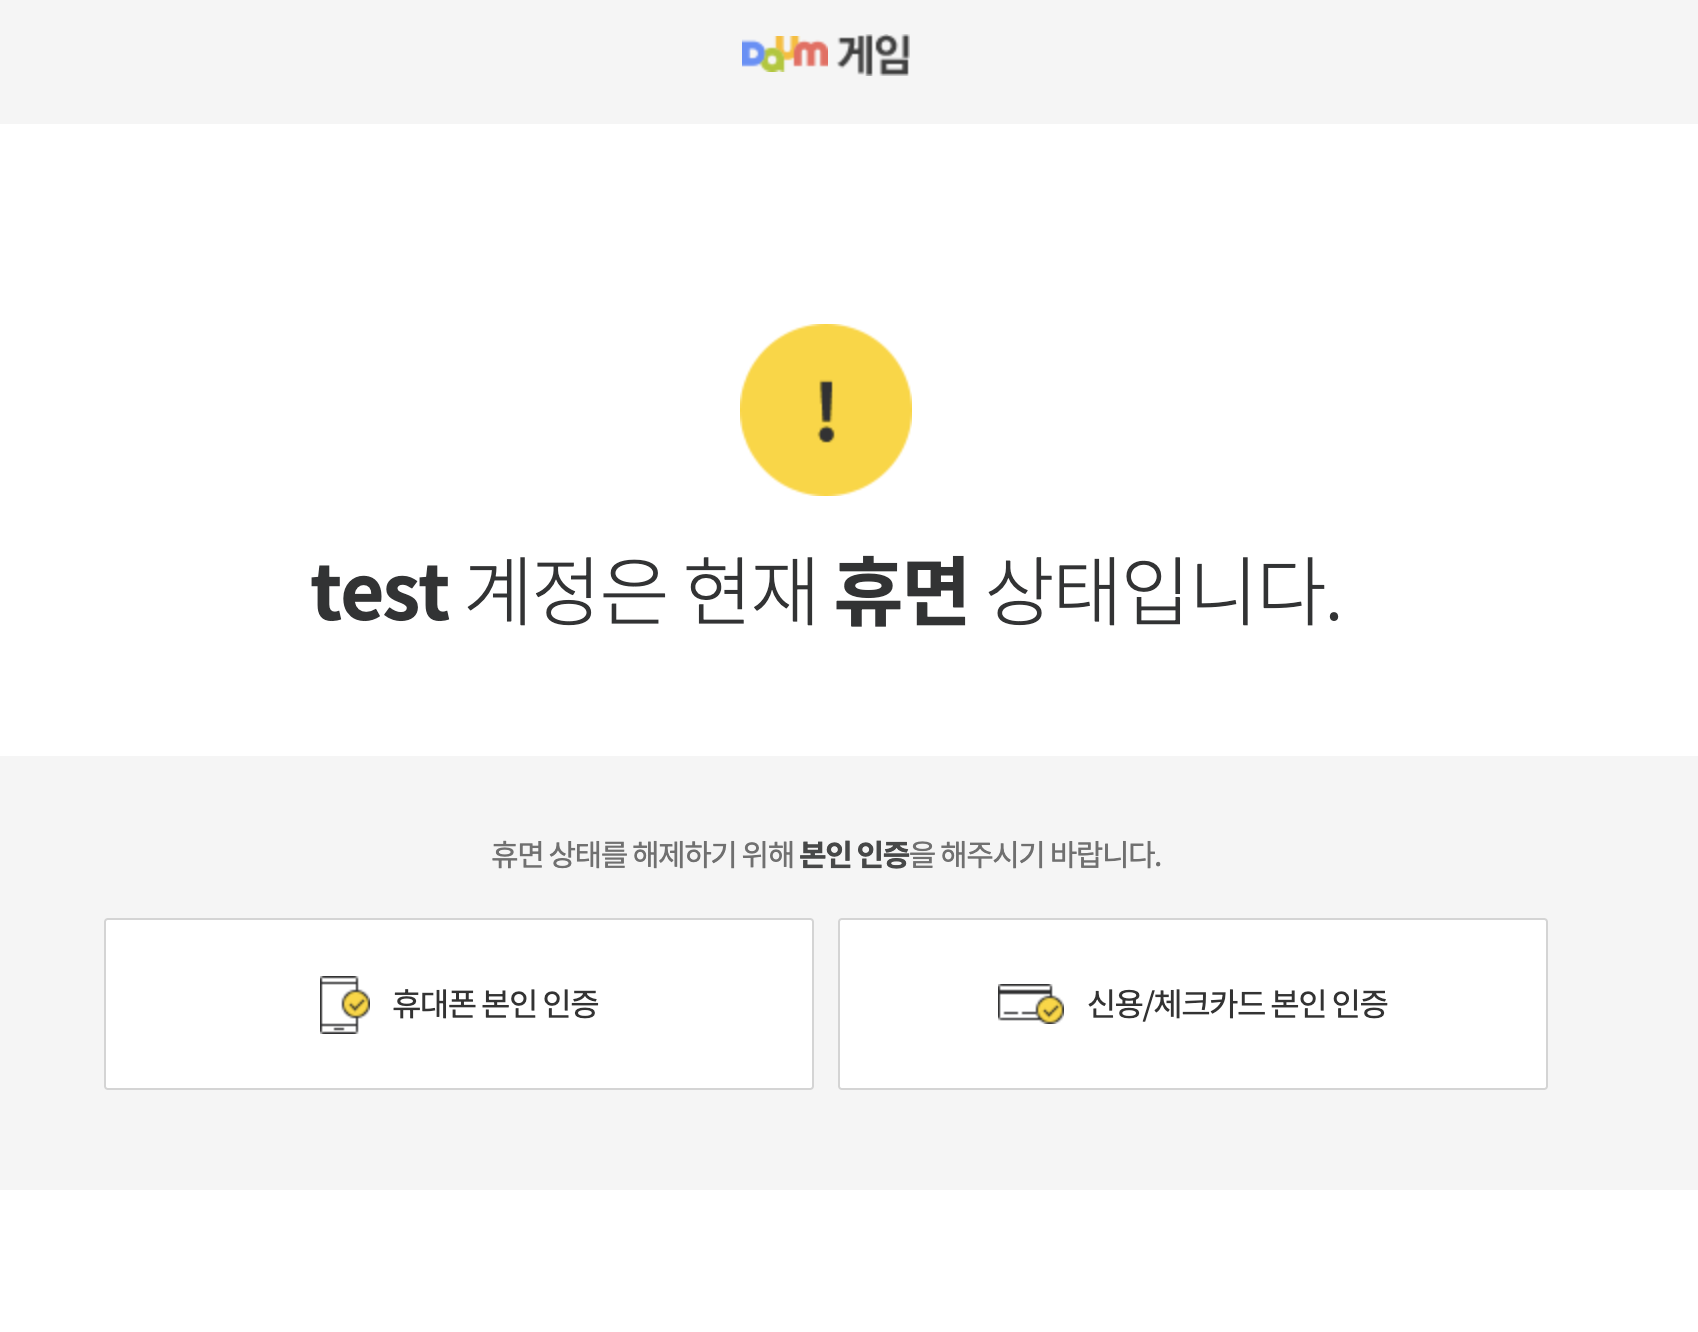 Daum 게임
!
test 계정은 현재 휴면 상태입니다.
휴면 상태를 해제하기 위해 본인 인증을 해주시기 바랍니다.
휴대폰 본인 인증
신용/체크카드 본인 인증